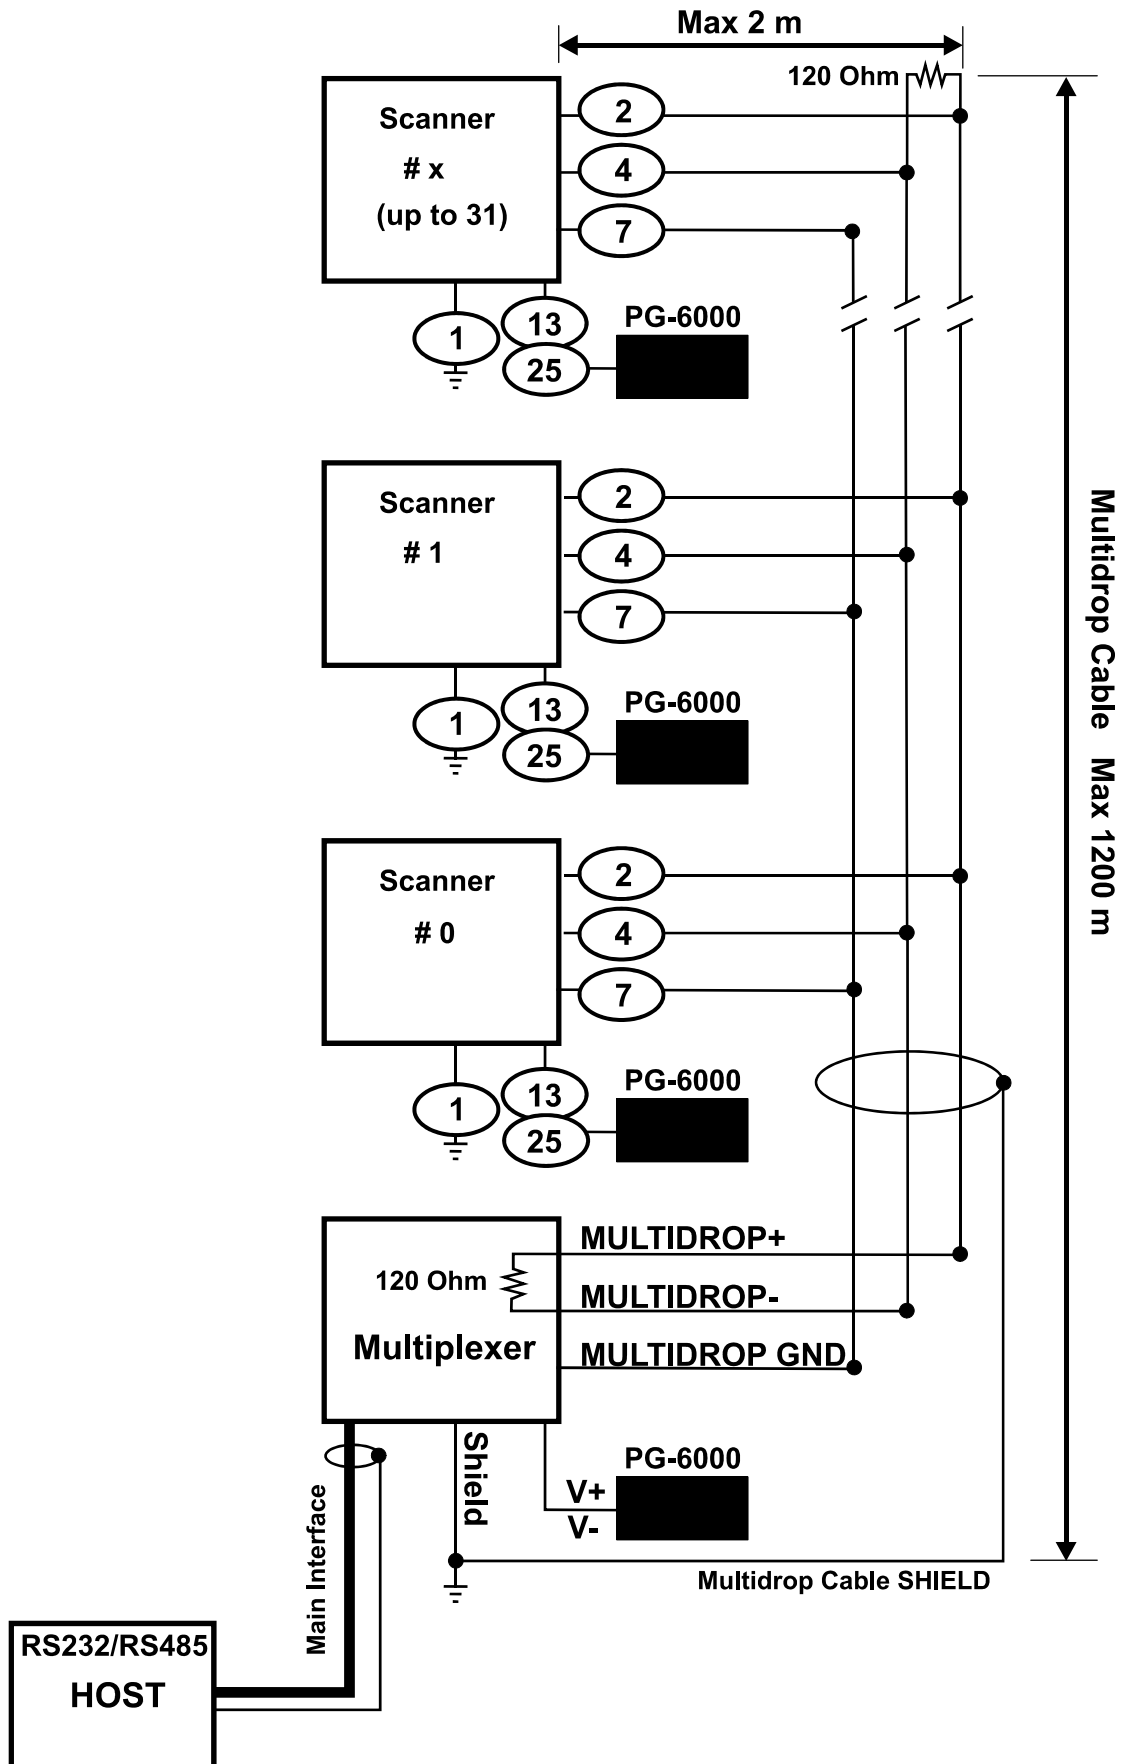 Max 2 m
120 Ohm
Scanner
# x
(up to 31)
2
4
7
1
13
25
PG-6000
Scanner
# 1
2
4
7
1
13
25
PG-6000
Scanner
# 0
2
4
7
1
13
25
PG-6000
Multidrop Cable Max 1200 m
MULTIDROP+
120 Ohm
MULTIDROP-
Multiplexer
MULTIDROP GND
Shield
PG-6000
V+
V-
Main Interface
Multidrop Cable SHIELD
RS232/RS485
HOST